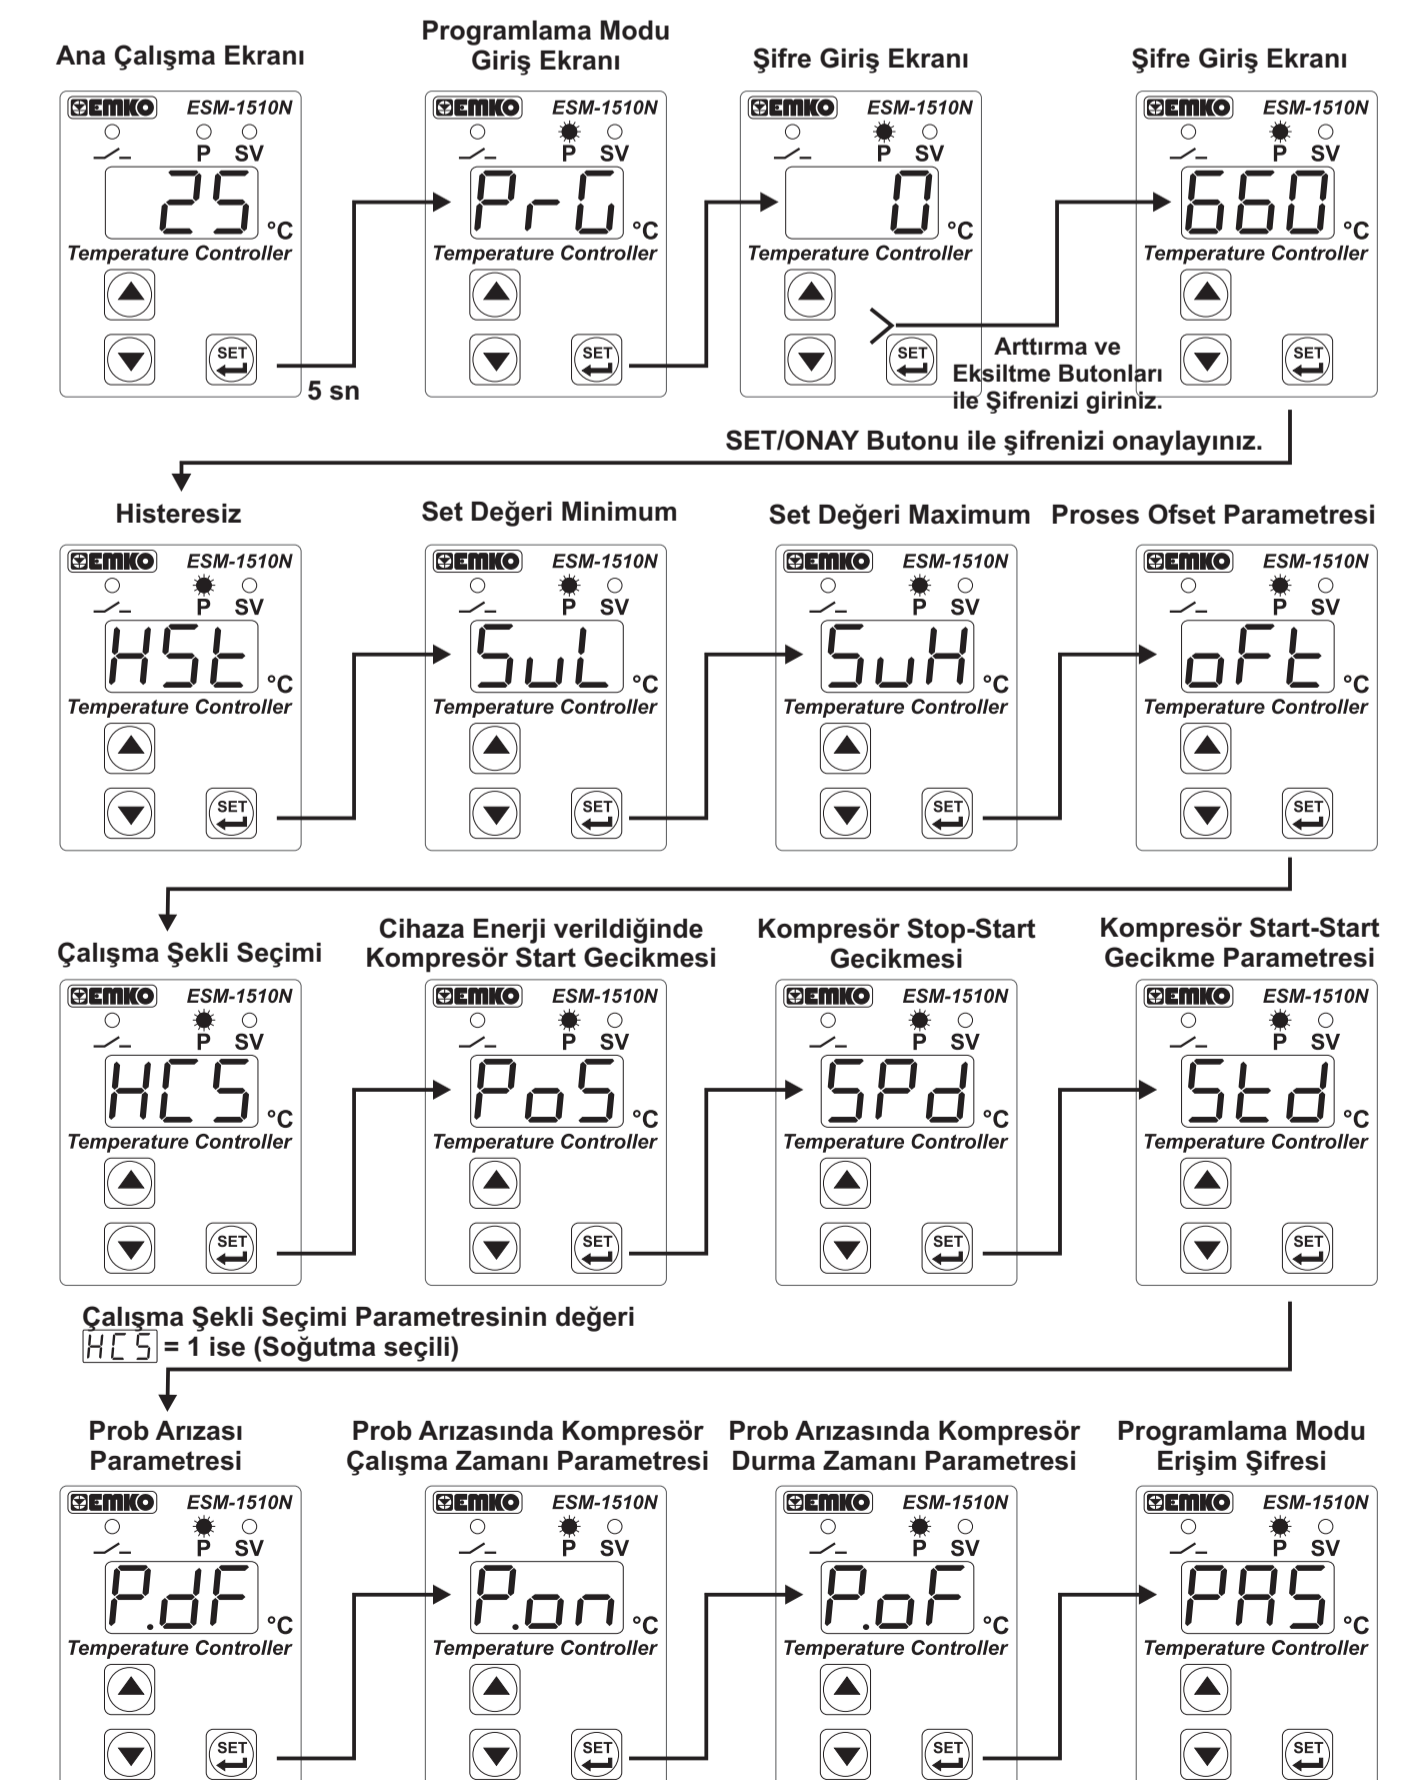 Ana Çalışma Ekranı
Programlama Modu
Giriş Ekranı
Şifre Giriş Ekranı
Şifre Giriş Ekranı
EMKO ESM-1510N
P SV
25 °C
Temperature Controller
SET
5 sn
EMKO ESM-1510N
P SV
PrG °C
Temperature Controller
SET
EMKO ESM-1510N
P SV
0 °C
Temperature Controller
SET
Arttırma ve
Eksiltme Butonları
ile Şifrenizi giriniz.
EMKO ESM-1510N
P SV
660 °C
Temperature Controller
SET
SET/ONAY Butonu ile şifrenizi onaylayınız.
Histeresiz
Set Değeri Minimum
Set Değeri Maximum
Proses Ofset Parametresi
EMKO ESM-1510N
P SV
HSt °C
Temperature Controller
SET
EMKO ESM-1510N
P SV
SuL °C
Temperature Controller
SET
EMKO ESM-1510N
P SV
SuH °C
Temperature Controller
SET
EMKO ESM-1510N
P SV
oFt °C
Temperature Controller
SET
Çalışma Şekli Seçimi
Cihaza Enerji verildiğinde
Kompresör Start Gecikmesi
Kompresör Stop-Start
Gecikmesi
Kompresör Start-Start
Gecikme Parametresi
EMKO ESM-1510N
P SV
HCS °C
Temperature Controller
SET
EMKO ESM-1510N
P SV
PoS °C
Temperature Controller
SET
EMKO ESM-1510N
P SV
SPd °C
Temperature Controller
SET
EMKO ESM-1510N
P SV
Std °C
Temperature Controller
SET
Çalışma Şekli Seçimi Parametresinin değeri
HCS = 1 ise (Soğutma seçili)
Prob Arızası
Parametresi
Prob Arızasında Kompresör
Çalışma Zamanı Parametresi
Prob Arızasında Kompresör
Durma Zamanı Parametresi
Programlama Modu
Erişim Şifresi
EMKO ESM-1510N
P SV
P.dF °C
Temperature Controller
SET
EMKO ESM-1510N
P SV
P.on °C
Temperature Controller
SET
EMKO ESM-1510N
P SV
P.oF °C
Temperature Controller
SET
EMKO ESM-1510N
P SV
PAS °C
Temperature Controller
SET